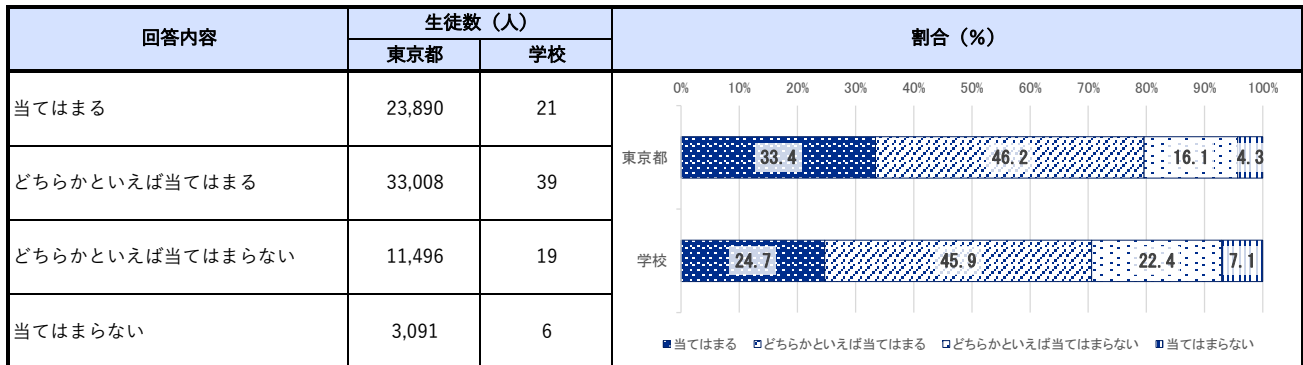 回答内容
生徒数（人）
割合（%）
東京都
学校
当てはまる
23,890
21
どちらかといえば当てはまる
33,008
39
どちらかといえば当てはまらない
11,496
19
当てはまらない
3,091
6
0% 10% 20% 30% 40% 50% 60% 70% 80% 90% 100%
東京都 33.4 46.2 16.1 4.3
学校 24.7 45.9 22.4 7.1
当てはまる どちらかといえば当てはまる どちらかといえば当てはまらない 当てはまらない